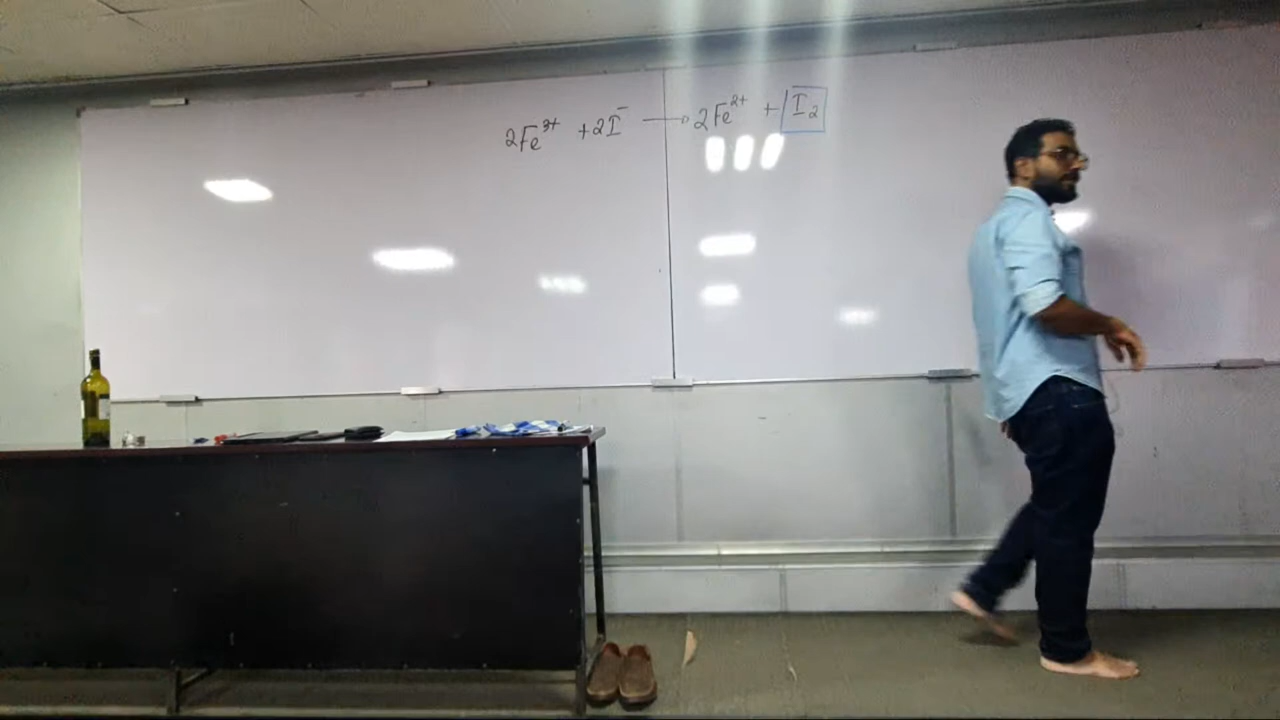 2Fe³⁺ + 2I⁻ → 2Fe²⁺ + I₂